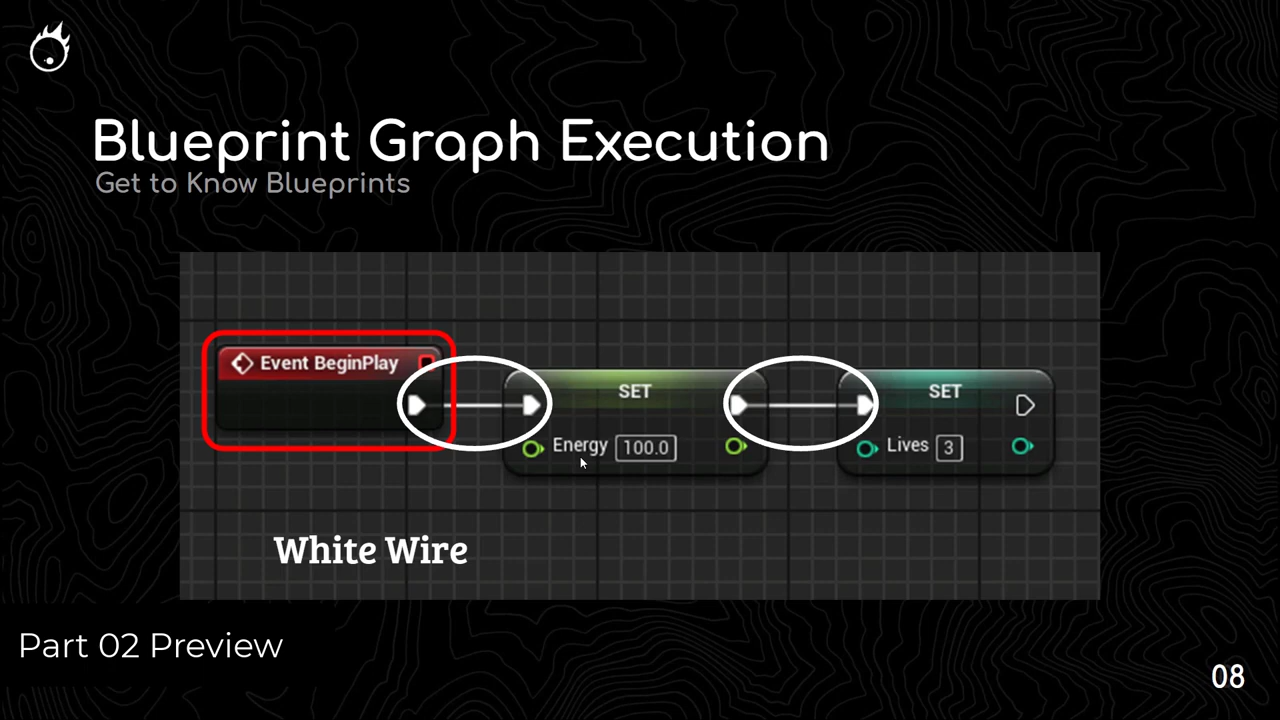 Blueprint Graph Execution
Get to Know Blueprints
Event BeginPlay
SET
SET
Energy 100.0
Lives 3
White Wire
Part 02 Preview
08